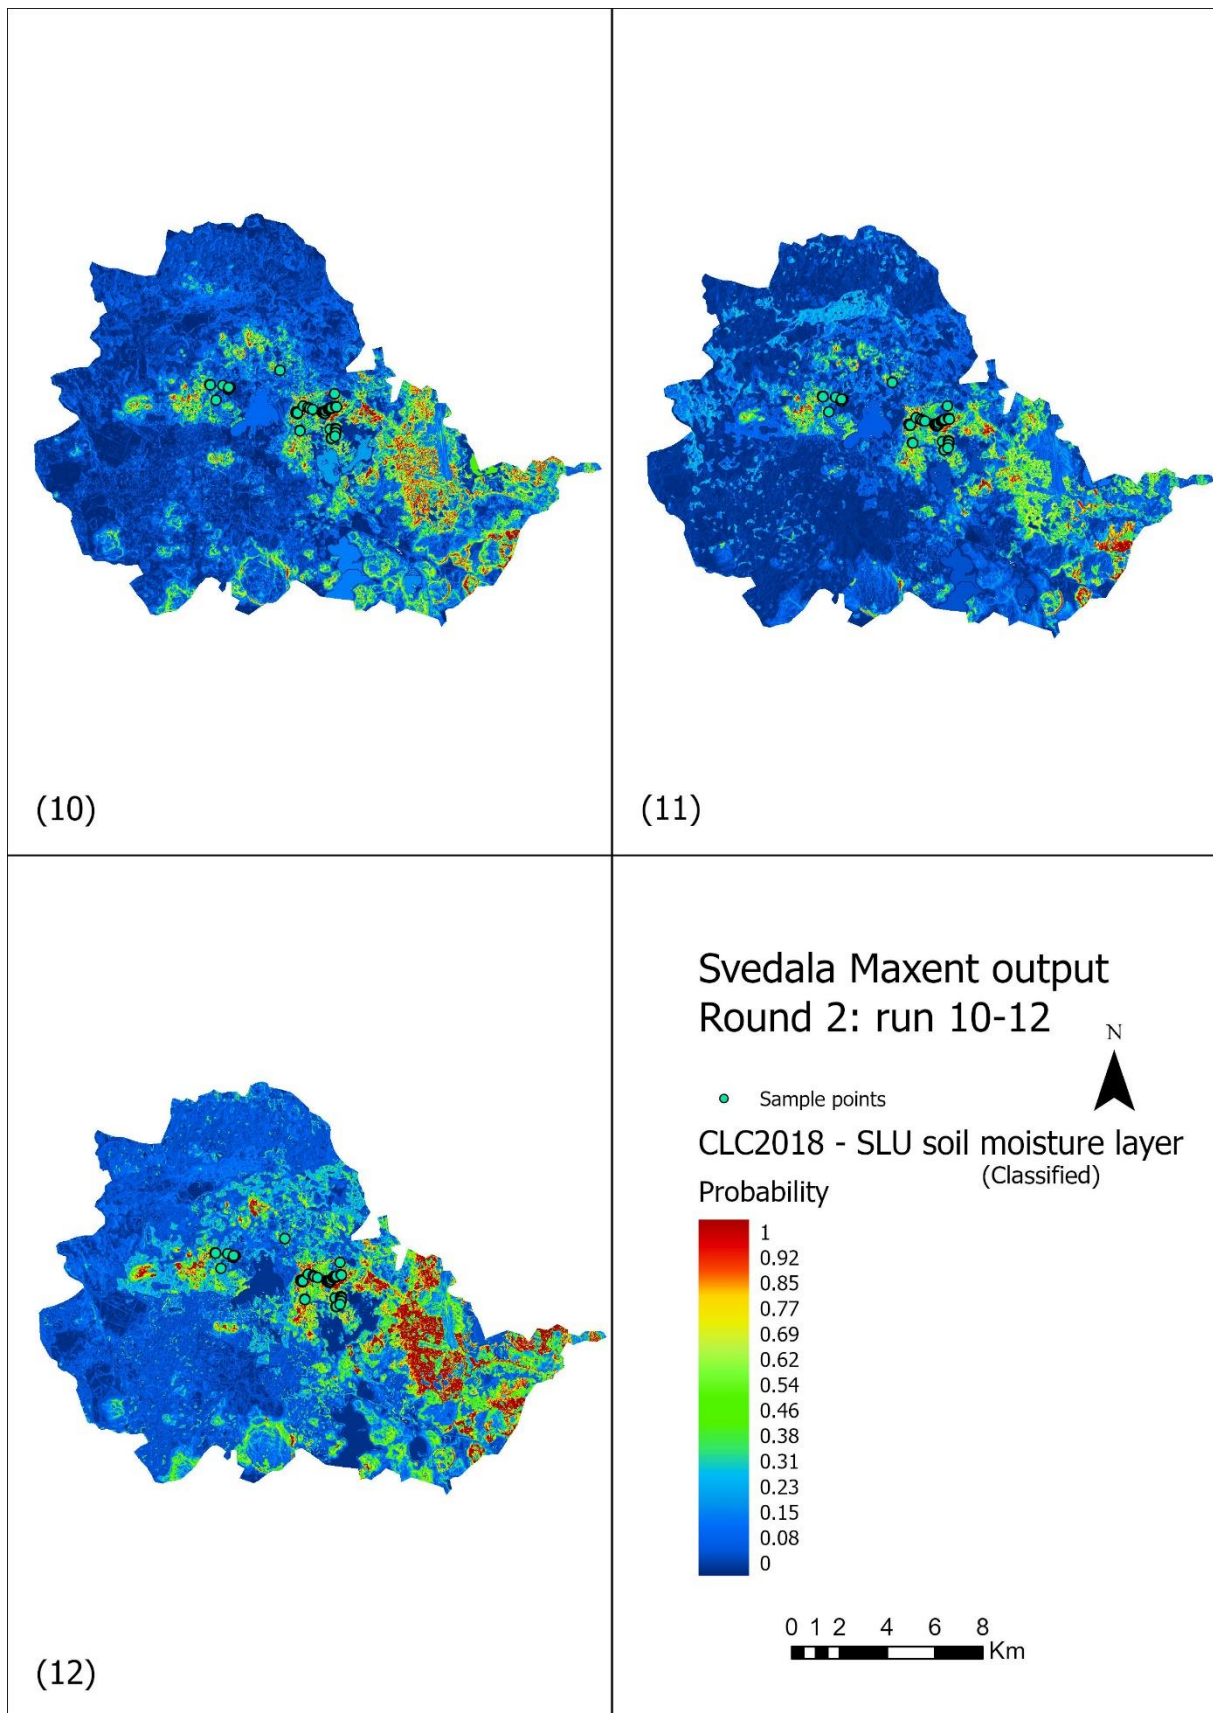 (10)
(11)
(12)
Svedala Maxent output
Round 2: run 10-12
N
Sample points
CLC2018 - SLU soil moisture layer
(Classified)
Probability
1
0.92
0.85
0.77
0.69
0.62
0.54
0.46
0.38
0.31
0.23
0.15
0.08
0
0 1 2 4 6 8
Km